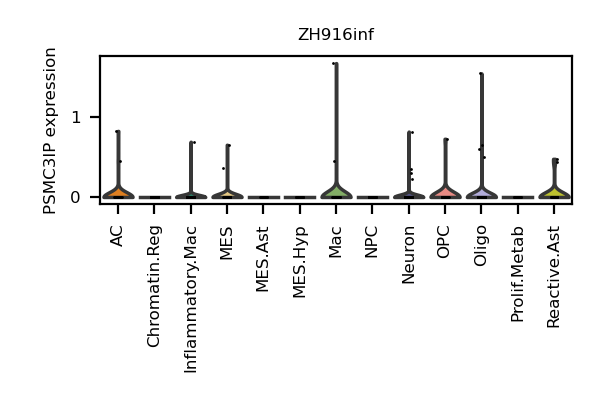 ZH916inf
PSMC3IP expression
1
0
AC
Chromatin.Reg
Inflammatory.Mac
MES
MES.Ast
MES.Hyp
Mac
NPC
Neuron
OPC
Oligo
Prolif.Metab
Reactive.Ast